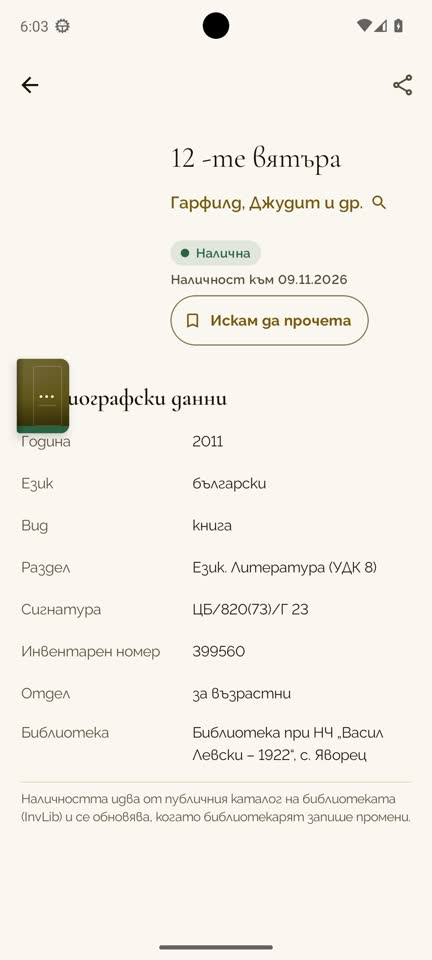 6:03
12 -те вятъра
Гарфилд, Джудит и др.
Налична
Наличност към 09.11.2026
Искам да прочета
данни
Година 2011
Език български
Вид книга
Раздел Език. Литература (УДК 8)
Сигнатура ЦБ/820(73)/Г 23
Инвентарен номер 399560
Отдел за възрастни
Библиотека Библиотека при НЧ „Васил
Левски – 1922“, с. Яворец
Наличността идва от публичния каталог на библиотеката
(InvLib) и се обновява, когато библиотекарят запише промени.